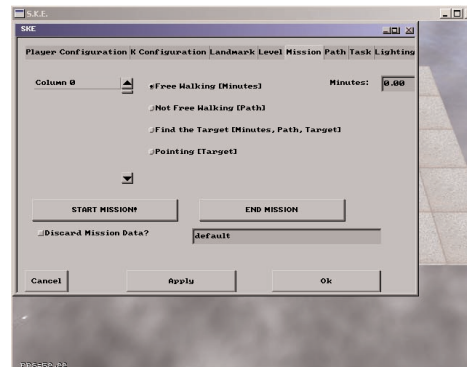 S.K.E.
SKE
Player Configuration K Configuration Landmark Level Mission Path Task Lighting
Column 0
Free Walking [Minutes]
Minutes: 0.00
Not Free Walking [Path]
Find the Target [Minutes, Path, Target]
Pointing [Target]
START MISSION!
END MISSION
Discard Mission Data?
default
Cancel
Apply
Ok